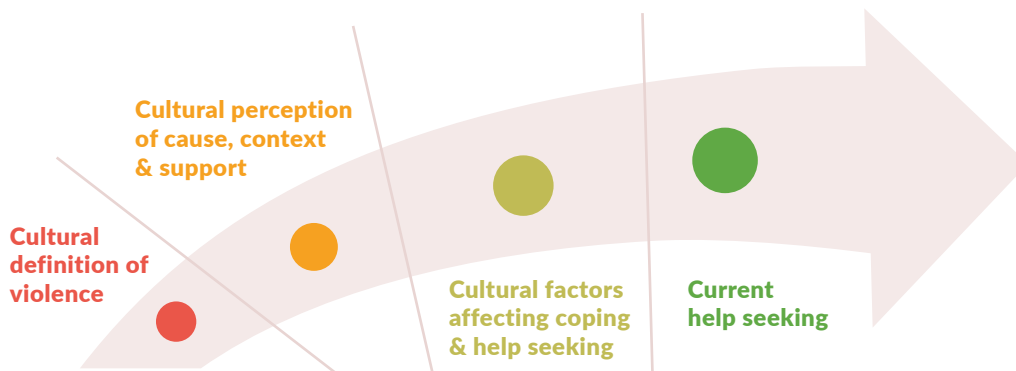 Cultural
definition of
violence
Cultural perception
of cause, context
& support
Cultural factors
affecting coping
& help seeking
Current
help seeking